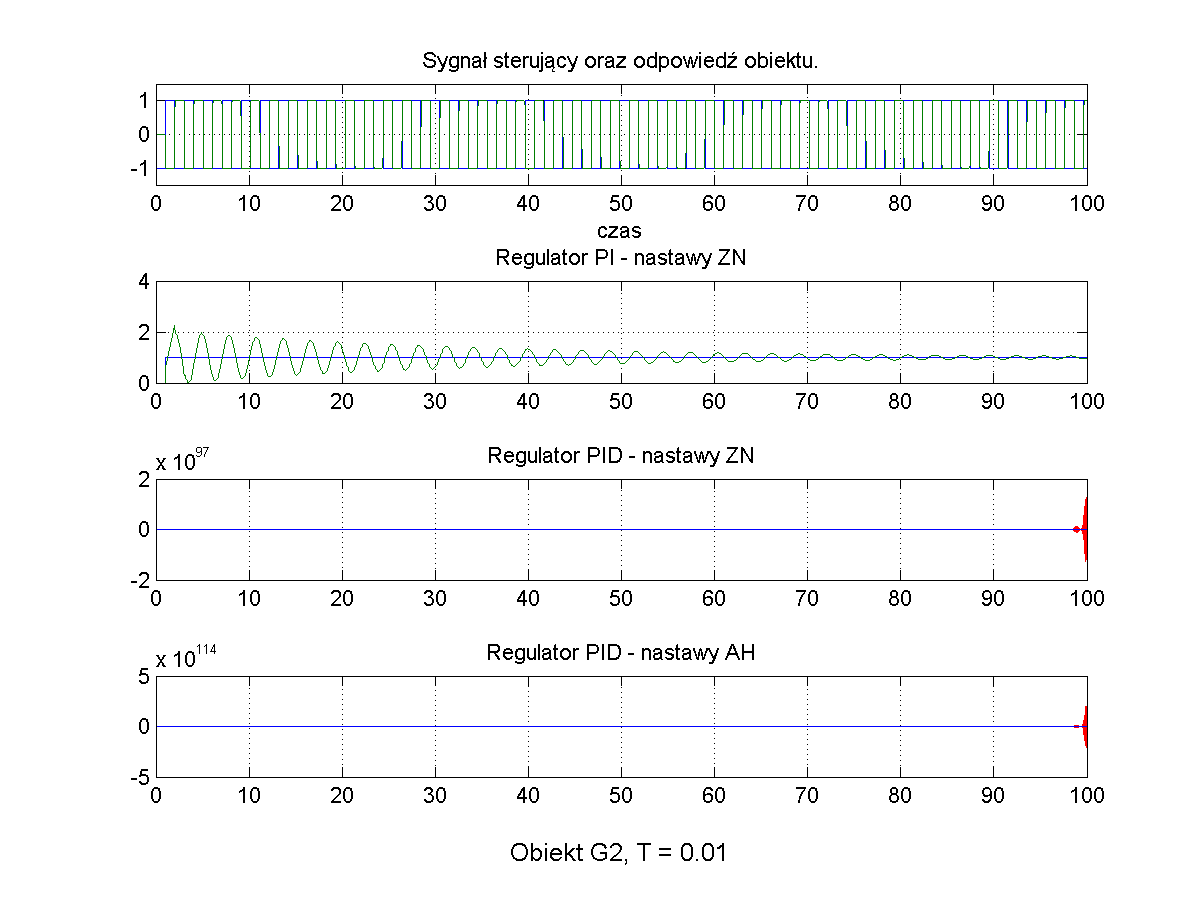 Sygnał sterujący oraz odpowiedź obiektu.
1
0
-1
0 10 20 30 40 50 60 70 80 90 100
czas
Regulator PI - nastawy ZN
4
2
0
0 10 20 30 40 50 60 70 80 90 100
Regulator PID - nastawy ZN
x 10^97
2
0
-2
0 10 20 30 40 50 60 70 80 90 100
Regulator PID - nastawy AH
x 10^114
5
0
-5
0 10 20 30 40 50 60 70 80 90 100
Obiekt G2, T = 0.01